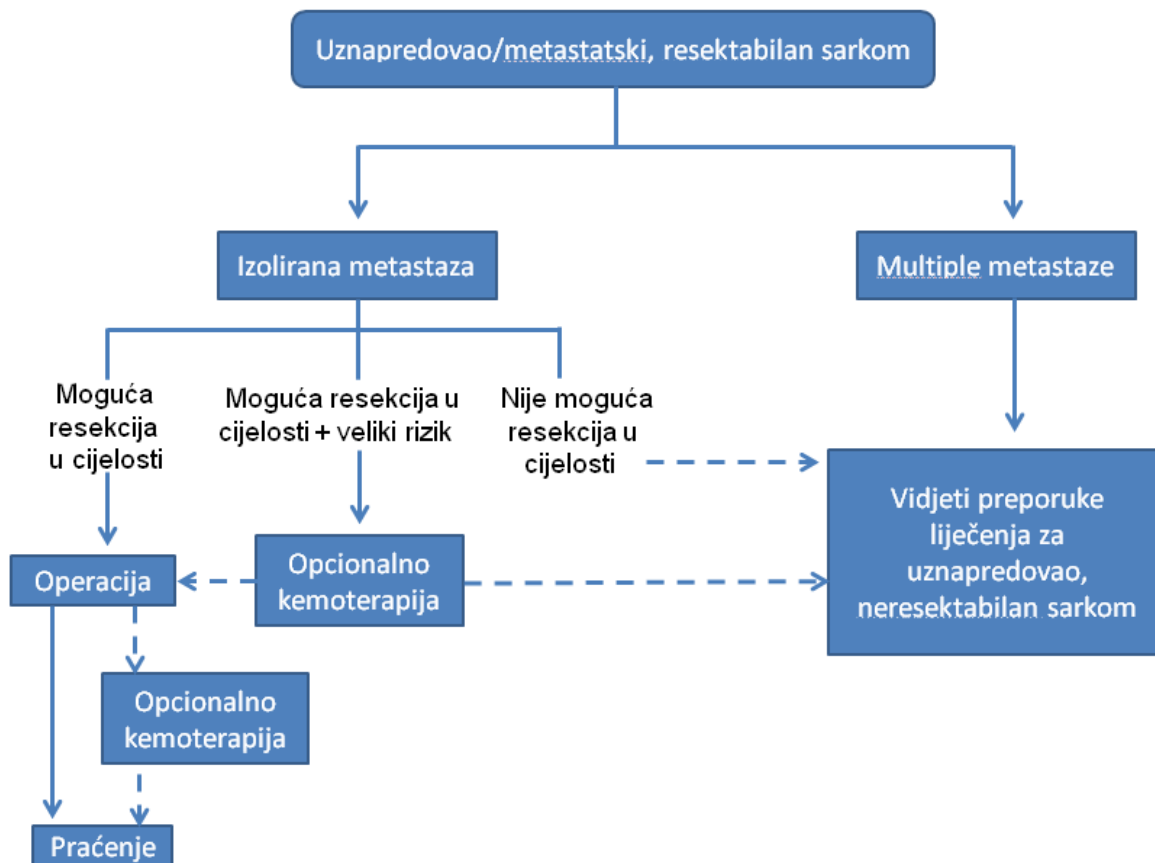 Uznapredovao/metastatski, resektabilan sarkom
Izolirana metastaza
Multiple metastaze
Moguća
resekcija
u cijelosti
Moguća resekcija u
cijelosti + veliki rizik
Nije moguća
resekcija u
cijelosti
Vidjeti preporuke
liječenja za
uznapredovao,
neresektabilan sarkom
Operacija
Opcionalno
kemoterapija
Opcionalno
kemoterapija
Praćenje